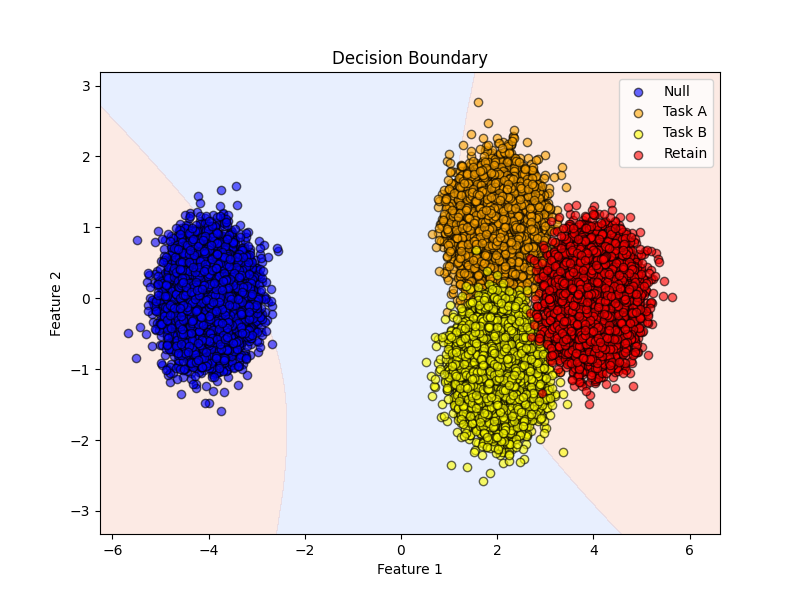 Decision Boundary
Null
Task A
Task B
Retain
Feature 2
3
2
1
0
−1
−2
−3
−6
−4
−2
0
2
4
6
Feature 1